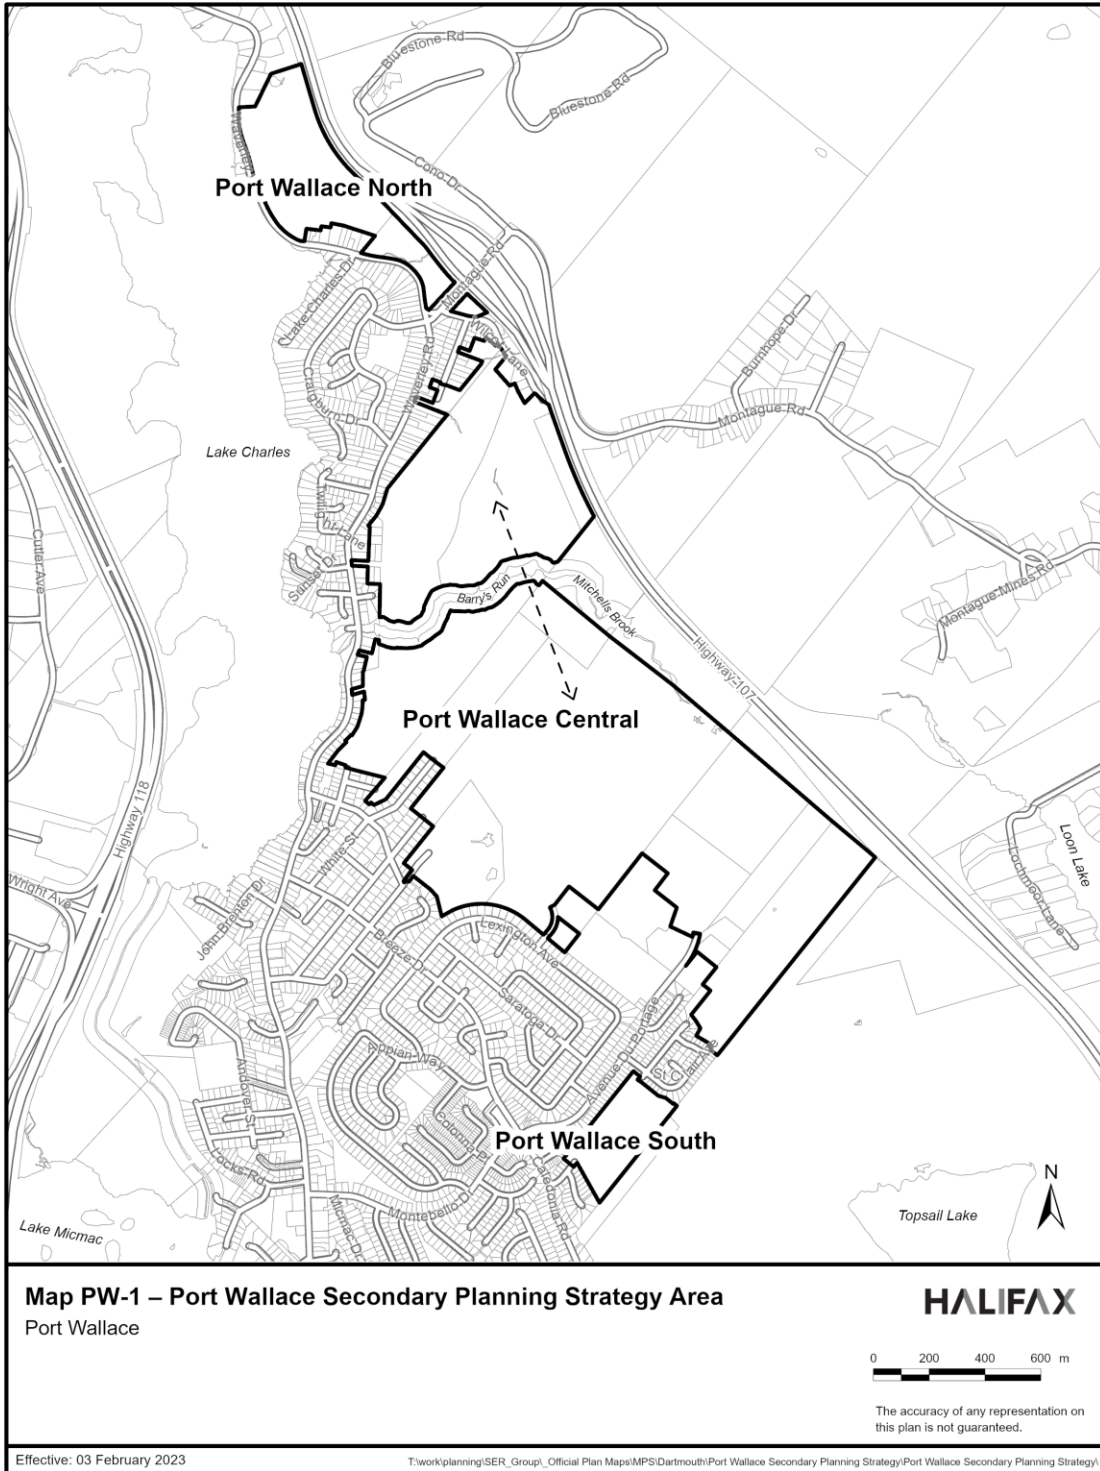 Bluestone Rd
Bluestone Rd
Waverley
Cono Dr
Port Wallace North
Montague Rd
Lake Charles Dr
Wilcot Lane
Burnhope Dr
Waverley Rd
Craigburn Dr
Montague Rd
Lake Charles
Twilight Lane
Cutler Ave
Sunset Dr
Barry's Run
Mitchells Brook
Montague Mines Rd
Highway 107
Port Wallace Central
Highway 118
White St
Loon Lake
Lochmoor Lane
Wright Ave
John Brenton Dr
Breeze Dr
Lexington Ave
Saratoga Dr
Avenue Du Portage
Appian Way
St Clair Ave
Andover St
Colonna Pl
Port Wallace South
Locks Rd
Caledonia Rd
Micmac Dr
Montebello Dr
Topsail Lake
N
Lake Micmac
Map PW-1 – Port Wallace Secondary Planning Strategy Area
Port Wallace
HALIFAX
0 200 400 600 m
The accuracy of any representation on
this plan is not guaranteed.
Effective: 03 February 2023
T:\work\planning\SER_Group\_Official Plan Maps\MPS\Dartmouth\Port Wallace Secondary Planning Strategy\Port Wallace Secondary Planning Strategy\